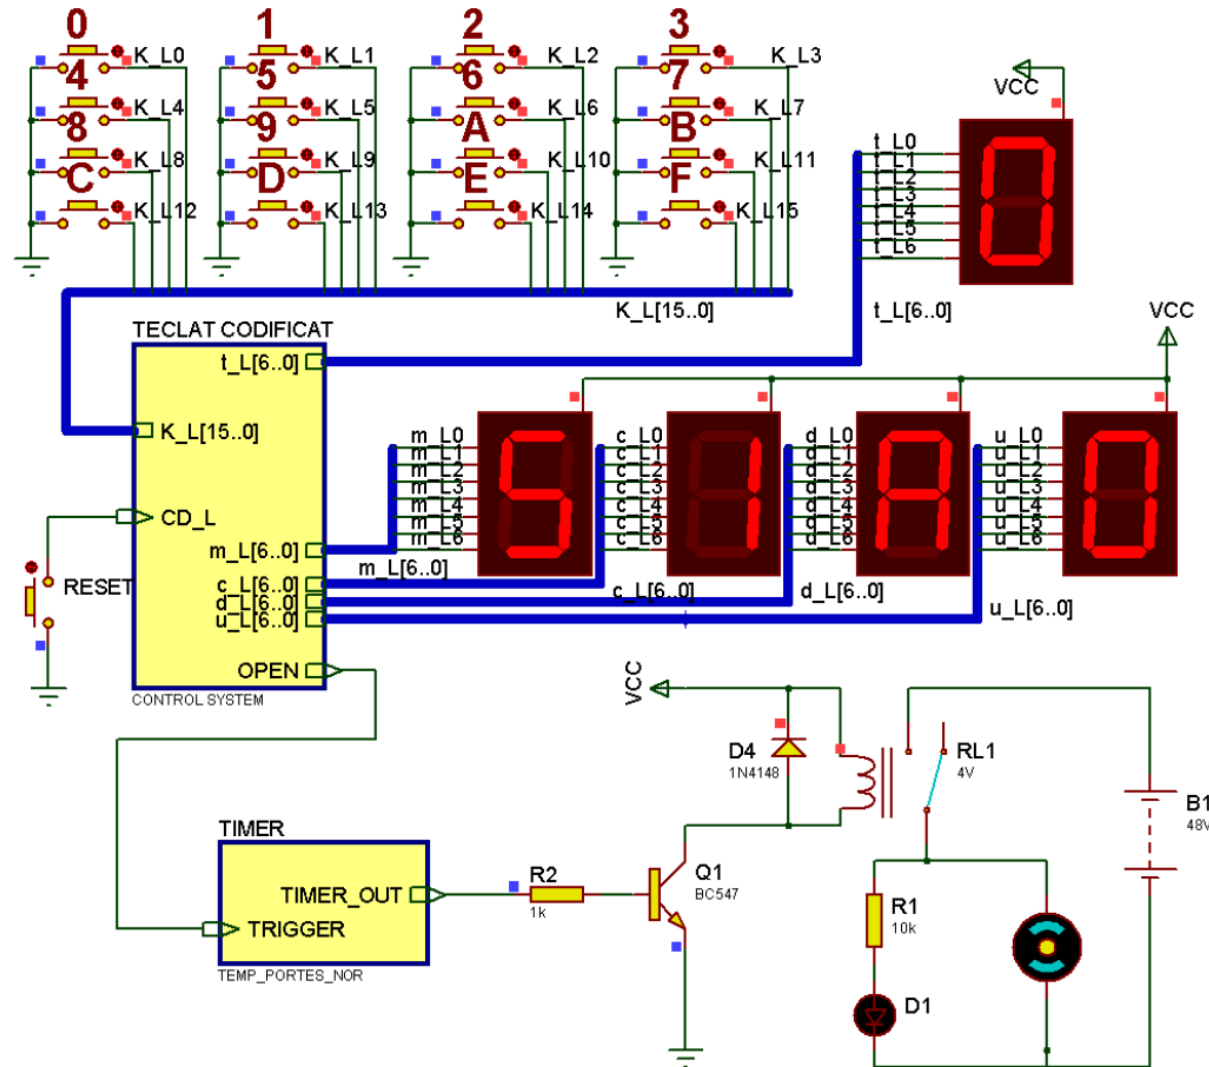 0 1 2 3
K_L0 K_L1 K_L2 K_L3
4 5 6 7
K_L4 K_L5 K_L6 K_L7
8 9 A B
K_L8 K_L9 K_L10 K_L11
C D E F
K_L12 K_L13 K_L14 K_L15
VCC
t_L0
t_L1
t_L2
t_L3
t_L4
t_L5
t_L6
0
K_L[15..0]
t_L[6..0]
TECLAT CODIFICAT
t_L[6..0]
K_L[15..0]
CD_L
m_L[6..0]
c_L[6..0]
d_L[6..0]
u_L[6..0]
OPEN
CONTROL SYSTEM
RESET
VCC
m_L0
m_L1
m_L2
m_L3
m_L4
m_L5
m_L6
m_L[6..0]
5
c_L0
c_L1
c_L2
c_L3
c_L4
c_L5
c_L6
c_L[6..0]
1
d_L0
d_L1
d_L2
d_L3
d_L4
d_L5
d_L6
d_L[6..0]
A
u_L0
u_L1
u_L2
u_L3
u_L4
u_L5
u_L6
u_L[6..0]
0
VCC
D4
1N4148
RL1
4V
B1
48V
TIMER
TIMER_OUT
TRIGGER
TEMP_PORTES_NOR
R2
1k
Q1
BC547
R1
10k
D1